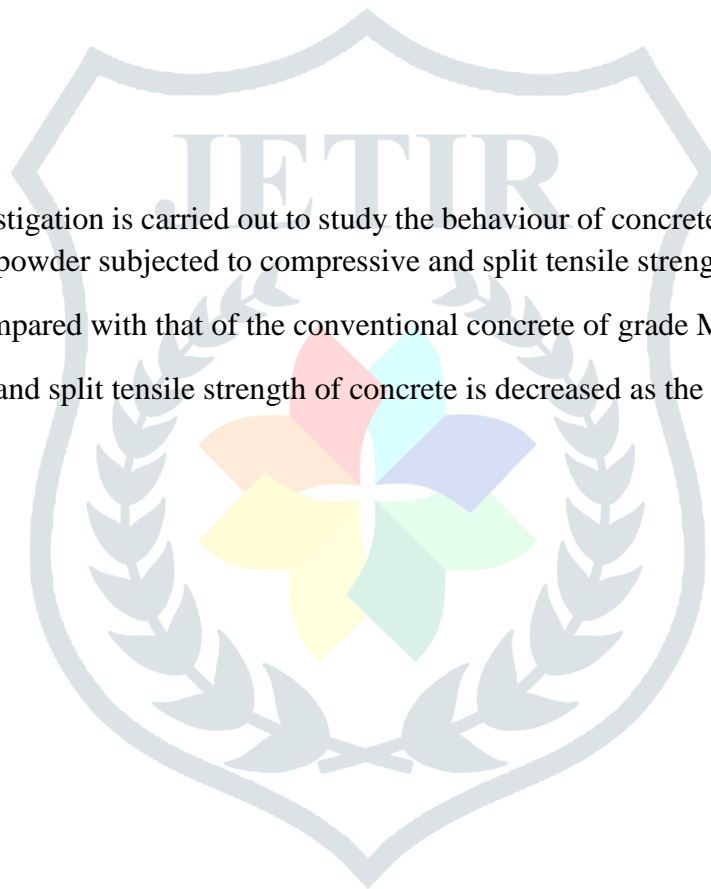 JETIR
stigation is carried out to study the behaviour of concrete
powder subjected to compressive and split tensile streng
mpared with that of the conventional concrete of grade M
and split tensile strength of concrete is decreased as the